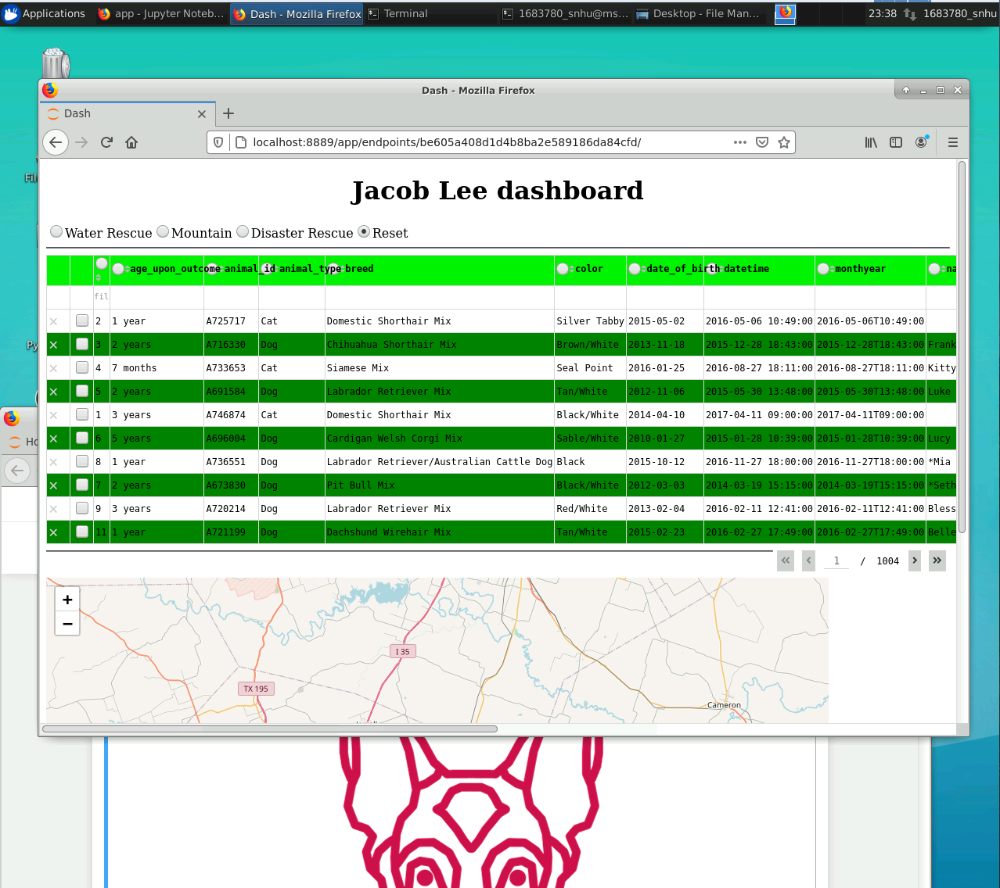 Applications app - Jupyter Noteb... Dash - Mozilla Firefox Terminal 1683780_snhu@ms... Desktop - File Man... 23:38 1683780_snhu
Dash - Mozilla Firefox
Dash
localhost:8889/app/endpoints/be605a408d1d4b8ba2e589186da84cfd/
Jacob Lee dashboard
Water Rescue Mountain Disaster Rescue Reset
age_upon_outcome animal_id animal_type breed color date_of_birth datetime monthyear na
fil
2 1 year A725717 Cat Domestic Shorthair Mix Silver Tabby 2015-05-02 2016-05-06 10:49:00 2016-05-06T10:49:00
3 2 years A716330 Dog Chihuahua Shorthair Mix Brown/White 2013-11-18 2015-12-28 18:43:00 2015-12-28T18:43:00 Frank
4 7 months A733653 Cat Siamese Mix Seal Point 2016-01-25 2016-08-27 18:11:00 2016-08-27T18:11:00 Kitty
5 2 years A691584 Dog Labrador Retriever Mix Tan/White 2012-11-06 2015-05-30 13:48:00 2015-05-30T13:48:00 Luke
1 3 years A746874 Cat Domestic Shorthair Mix Black/White 2014-04-10 2017-04-11 09:00:00 2017-04-11T09:00:00
6 5 years A696004 Dog Cardigan Welsh Corgi Mix Sable/White 2010-01-27 2015-01-28 10:39:00 2015-01-28T10:39:00 Lucy
8 1 year A736551 Dog Labrador Retriever/Australian Cattle Dog Black 2015-10-12 2016-11-27 18:00:00 2016-11-27T18:00:00 *Mia
7 2 years A673830 Dog Pit Bull Mix Black/White 2012-03-03 2014-03-19 15:15:00 2014-03-19T15:15:00 *Seth
9 3 years A720214 Dog Labrador Retriever Mix Red/White 2013-02-04 2016-02-11 12:41:00 2016-02-11T12:41:00 Bless
11 1 year A721199 Dog Dachshund Wirehair Mix Tan/White 2015-02-23 2016-02-27 17:49:00 2016-02-27T17:49:00 Belle
1 / 1004
+
−
I 35
TX 195
Cameron
Fil
Py
Ho